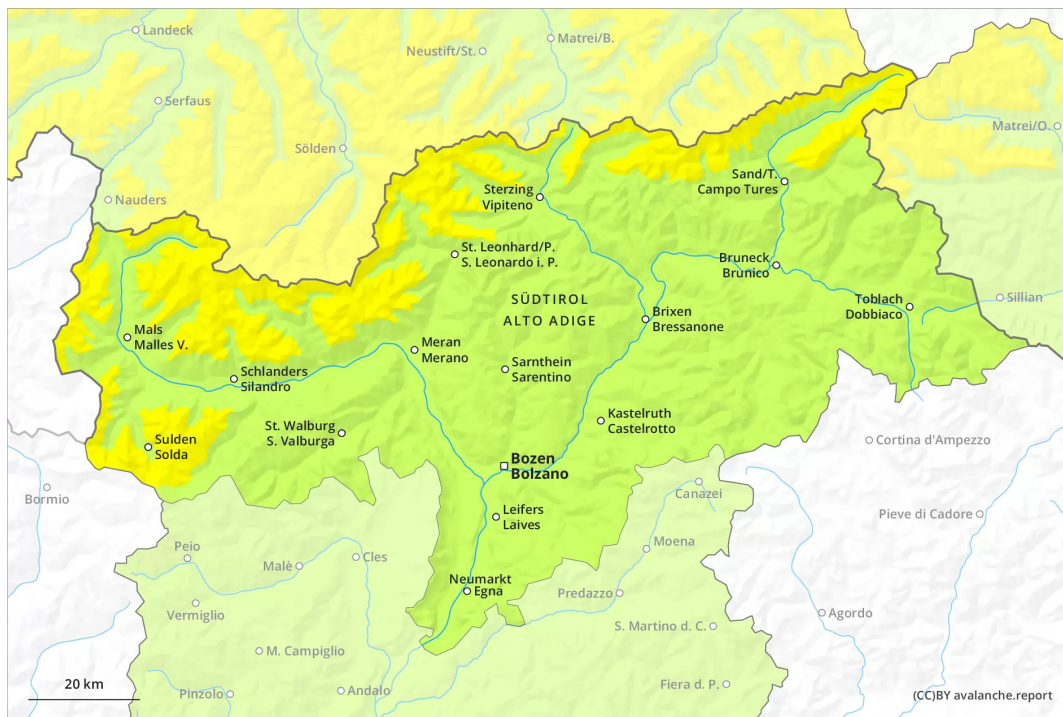 Landeck
Matrei/B.
Neustift/St.
Serfaus
Matrei/O.
Sölden
Sand/T.
Campo Tures
Sterzing
Vipiteno
Nauders
St. Leonhard/P.
S. Leonardo i. P.
Bruneck
Brunico
SÜDTIROL
ALTO ADIGE
Toblach
Dobbiaco
Sillian
Brixen
Bressanone
Mals
Malles V.
Meran
Merano
Sarnthein
Sarentino
Schlanders
Silandro
Kastelruth
Castelrotto
St. Walburg
S. Valburga
Sulden
Solda
Cortina d'Ampezzo
Bozen
Bolzano
Bormio
Canazei
Leifers
Laives
Pieve di Cadore
Peio
Moena
Cles
Malè
Neumarkt
Egna
Predazzo
Vermiglio
Agordo
S. Martino d. C.
M. Campiglio
20 km
Pinzolo
Andalo
Fiera d. P.
(CC)BY avalanche.report